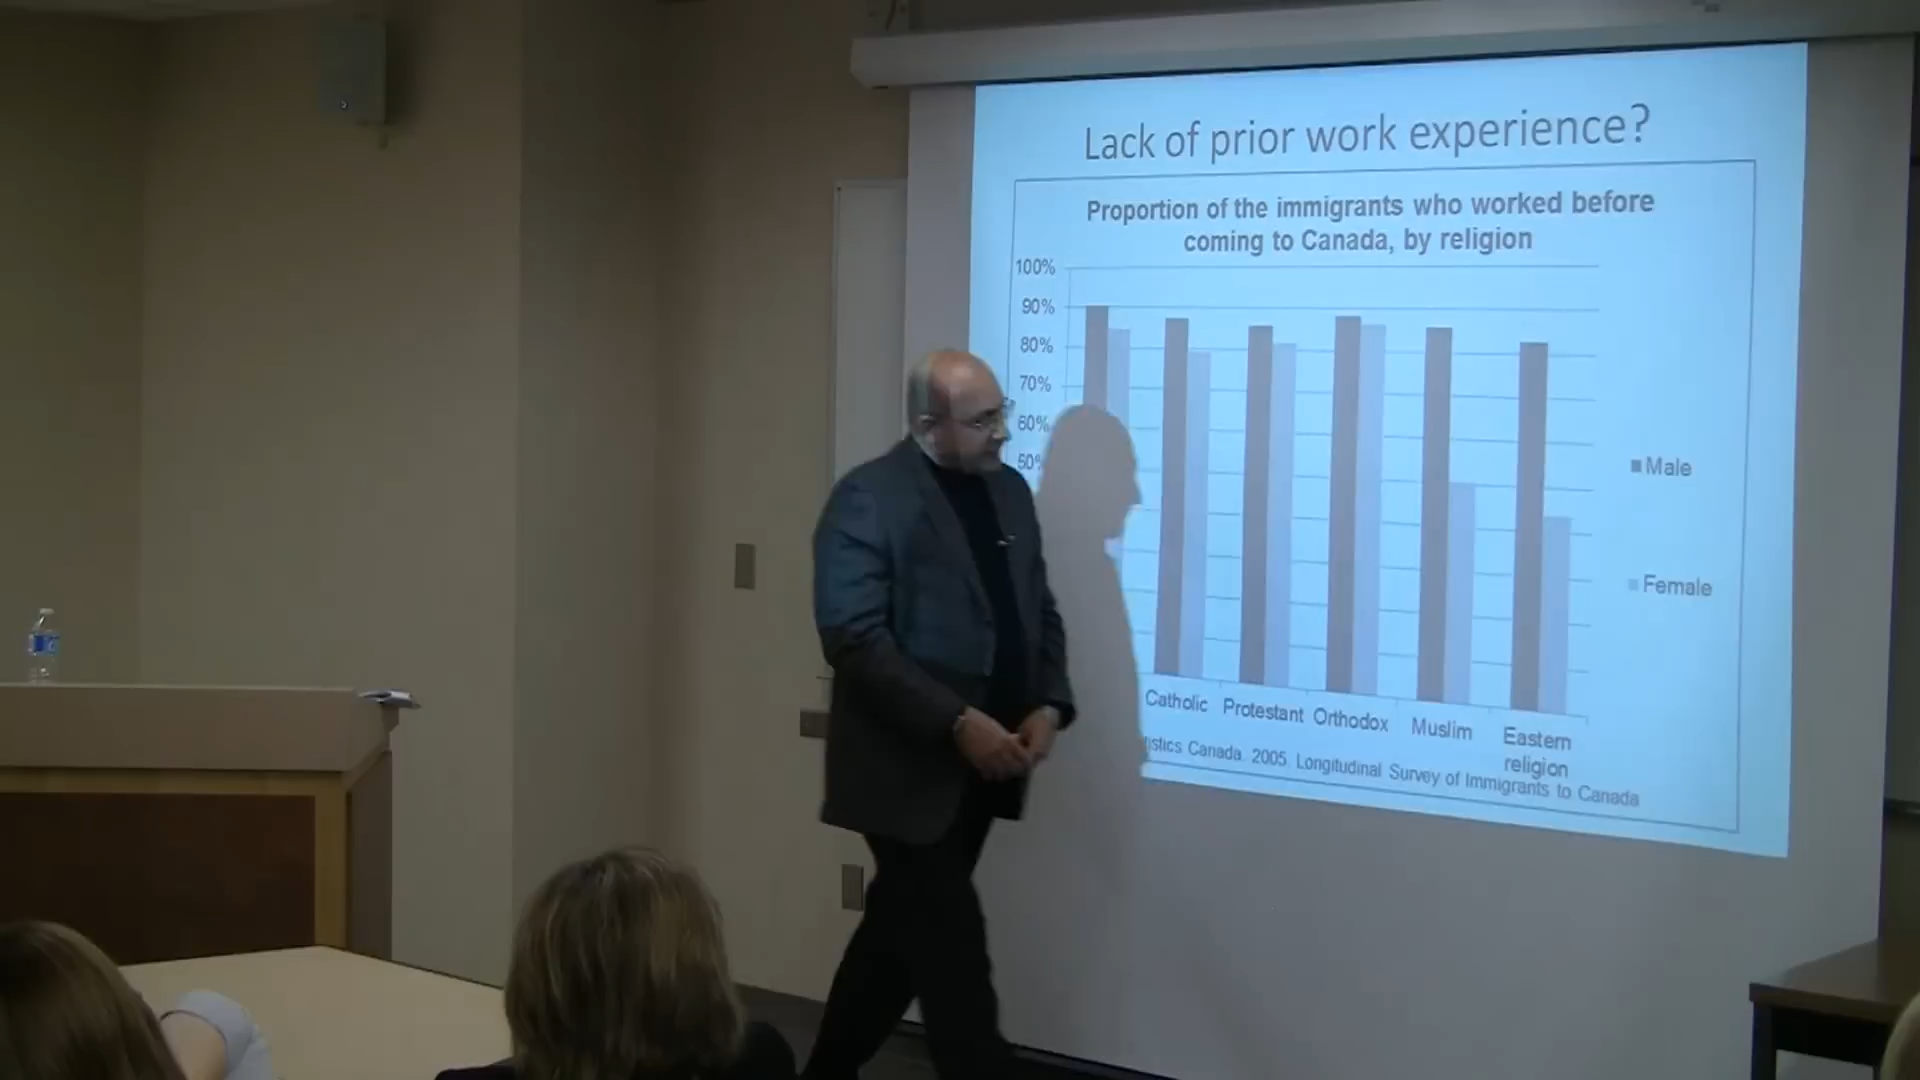 Lack of prior work experience?
Proportion of the immigrants who worked before
coming to Canada, by religion
100%
90%
80%
70%
60%
50%
Male
Female
Catholic Protestant Orthodox Muslim Eastern
religion
Canada. 2005. Longitudinal Survey of Immigrants to Canada